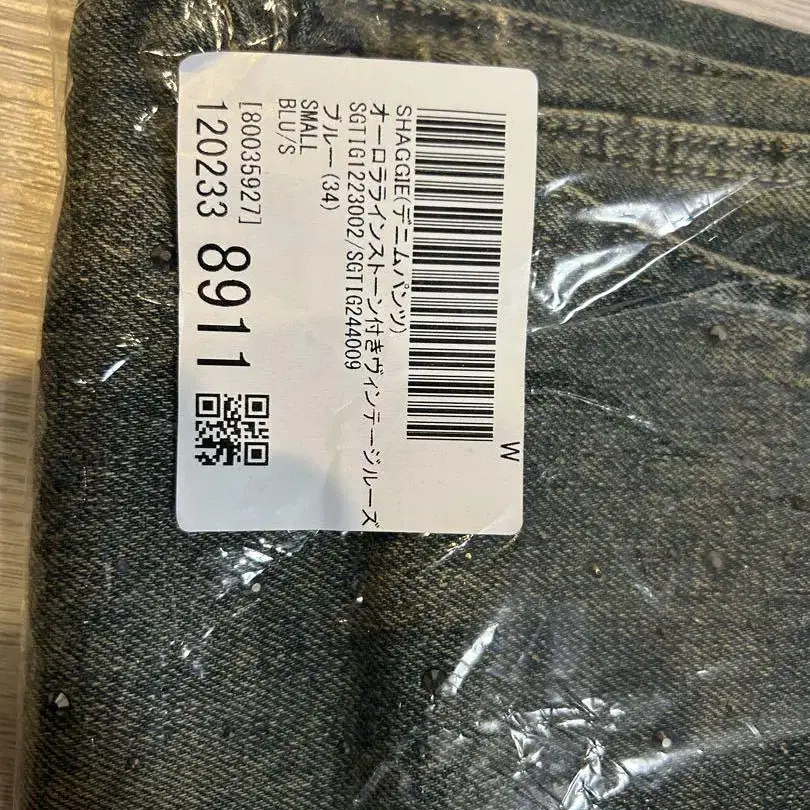 W
SHAGGIE(デニムパンツ)
オーロララインストーン付きヴィンテージルーズ
SGTIG1223002/SGTIG244009
ブルー(34)
SMALL
BLU/S
[80035927]
120233 8911